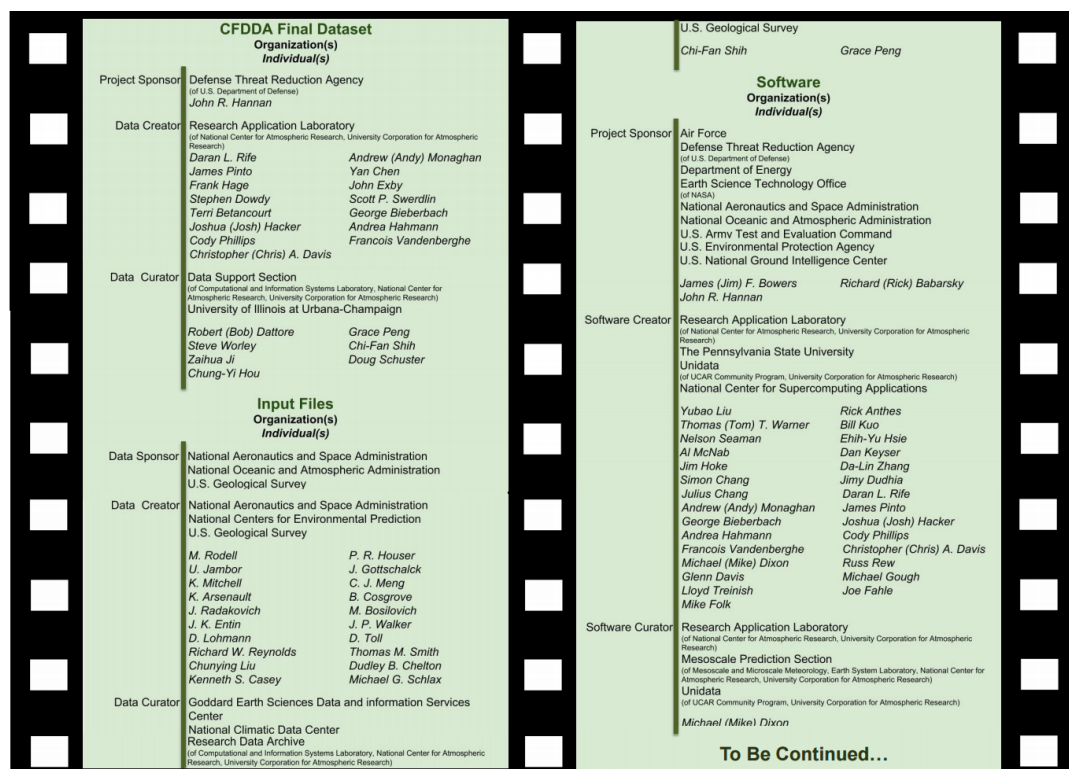 CFDDA Final Dataset
Organization(s)
Individual(s)
Project Sponsor Defense Threat Reduction Agency
(of U.S. Department of Defense)
John R. Hannan
Data Creator Research Application Laboratory
(of National Center for Atmospheric Research, University Corporation for Atmospheric
Research)
Daran L. Rife Andrew (Andy) Monaghan
James Pinto Yan Chen
Frank Hage John Exby
Stephen Dowdy Scott P. Swerdlin
Terri Betancourt George Bieberbach
Joshua (Josh) Hacker Andrea Hahmann
Cody Phillips Francois Vandenberghe
Christopher (Chris) A. Davis
Data Curator Data Support Section
(of Computational and Information Systems Laboratory, National Center for
Atmospheric Research, University Corporation for Atmospheric Research)
University of Illinois at Urbana-Champaign
Robert (Bob) Dattore Grace Peng
Steve Worley Chi-Fan Shih
Zaihua Ji Doug Schuster
Chung-Yi Hou
Input Files
Organization(s)
Individual(s)
Data Sponsor National Aeronautics and Space Administration
National Oceanic and Atmospheric Administration
U.S. Geological Survey
Data Creator National Aeronautics and Space Administration
National Centers for Environmental Prediction
U.S. Geological Survey
M. Rodell P. R. Houser
U. Jambor J. Gottschalck
K. Mitchell C. J. Meng
K. Arsenault B. Cosgrove
J. Radakovich M. Bosilovich
J. K. Entin J. P. Walker
D. Lohmann D. Toll
Richard W. Reynolds Thomas M. Smith
Chunying Liu Dudley B. Chelton
Kenneth S. Casey Michael G. Schlax
Data Curator Goddard Earth Sciences Data and information Services
Center
National Climatic Data Center
Research Data Archive
(of Computational and Information Systems Laboratory, National Center for Atmospheric
Research, University Corporation for Atmospheric Research)
U.S. Geological Survey
Chi-Fan Shih Grace Peng
Software
Organization(s)
Individual(s)
Project Sponsor Air Force
Defense Threat Reduction Agency
(of U.S. Department of Defense)
Department of Energy
Earth Science Technology Office
(of NASA)
National Aeronautics and Space Administration
National Oceanic and Atmospheric Administration
U.S. Army Test and Evaluation Command
U.S. Environmental Protection Agency
U.S. National Ground Intelligence Center
James (Jim) F. Bowers Richard (Rick) Babarsky
John R. Hannan
Software Creator Research Application Laboratory
(of National Center for Atmospheric Research, University Corporation for Atmospheric
Research)
The Pennsylvania State University
Unidata
(of UCAR Community Program, University Corporation for Atmospheric Research)
National Center for Supercomputing Applications
Yubao Liu Rick Anthes
Thomas (Tom) T. Warner Bill Kuo
Nelson Seaman Ehih-Yu Hsie
Al McNab Dan Keyser
Jim Hoke Da-Lin Zhang
Simon Chang Jimy Dudhia
Julius Chang Daran L. Rife
Andrew (Andy) Monaghan James Pinto
George Bieberbach Joshua (Josh) Hacker
Andrea Hahmann Cody Phillips
Francois Vandenberghe Christopher (Chris) A. Davis
Michael (Mike) Dixon Russ Rew
Glenn Davis Michael Gough
Lloyd Treinish Joe Fahle
Mike Folk
Software Curator Research Application Laboratory
(of National Center for Atmospheric Research, University Corporation for Atmospheric
Research)
Mesoscale Prediction Section
(of Mesoscale and Microscale Meteorology, Earth System Laboratory, National Center for
Atmospheric Research, University Corporation for Atmospheric Research)
Unidata
(of UCAR Community Program, University Corporation for Atmospheric Research)
Michael (Mike) Dixon
To Be Continued...